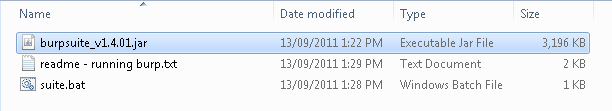 Name Date modified Type Size
burpsuite_v1.4.01.jar 13/09/2011 1:22 PM Executable Jar File 3,196 KB
readme - running burp.txt 13/09/2011 1:29 PM Text Document 2 KB
suite.bat 13/09/2011 1:28 PM Windows Batch File 1 KB